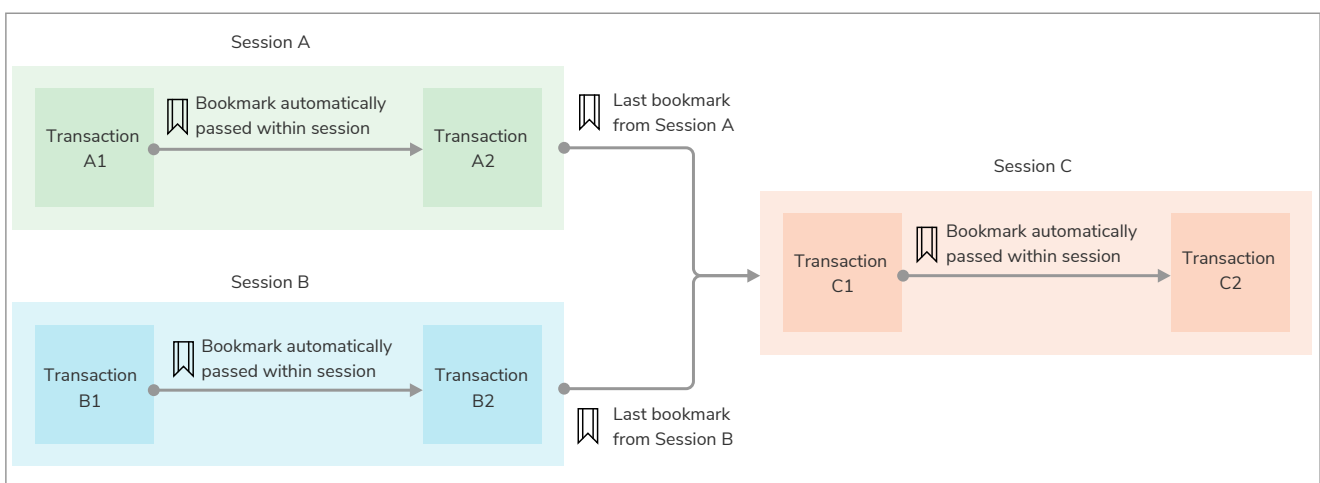 Session A
Transaction
A1
Bookmark automatically
passed within session
Transaction
A2
Last bookmark
from Session A
Session B
Transaction
B1
Bookmark automatically
passed within session
Transaction
B2
Last bookmark
from Session B
Session C
Transaction
C1
Bookmark automatically
passed within session
Transaction
C2